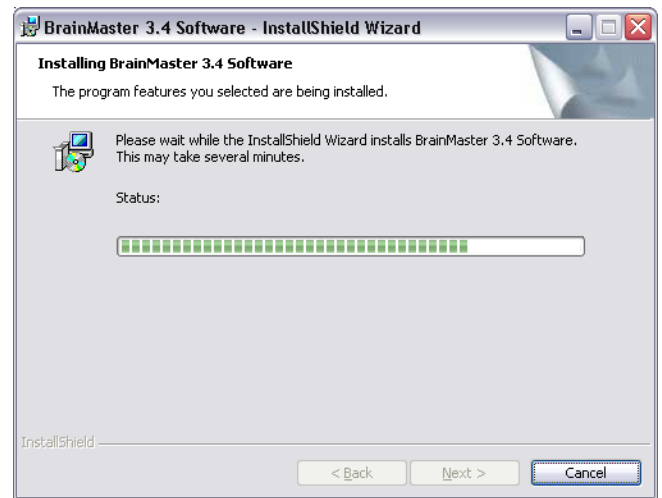 BrainMaster 3.4 Software - InstallShield Wizard
Installing BrainMaster 3.4 Software
The program features you selected are being installed.
Please wait while the InstallShield Wizard installs BrainMaster 3.4 Software.
This may take several minutes.
Status:
InstallShield
< Back Next > Cancel